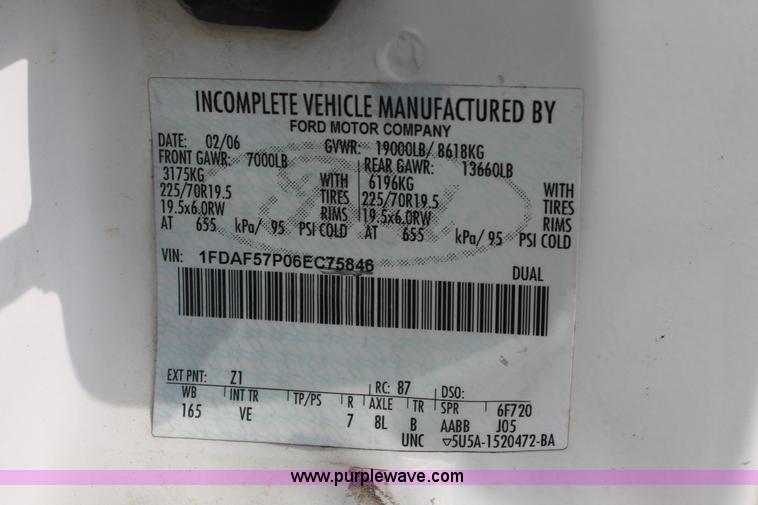 INCOMPLETE VEHICLE MANUFACTURED BY
FORD MOTOR COMPANY
DATE: 02/06 GVWR: 19000LB/ 8618KG
FRONT GAWR: 7000LB REAR GAWR: 13660LB
3175KG WITH 6196KG WITH
225/70R19.5 TIRES 225/70R19.5 TIRES
19.5x6.0RW RIMS 19.5x6.0RW RIMS
AT 655 kPa/ 95 PSI COLD AT 655 kPa/ 95 PSI COLD
VIN: 1FDAF57P06EC75846 DUAL
EXT PNT: Z1 RC: 87 DSO:
WB INT TR TP/PS R AXLE TR SPR 6F720
165 VE 7 8L B AABB J05
UNC ▽5U5A-1520472-BA
www.purplewave.com